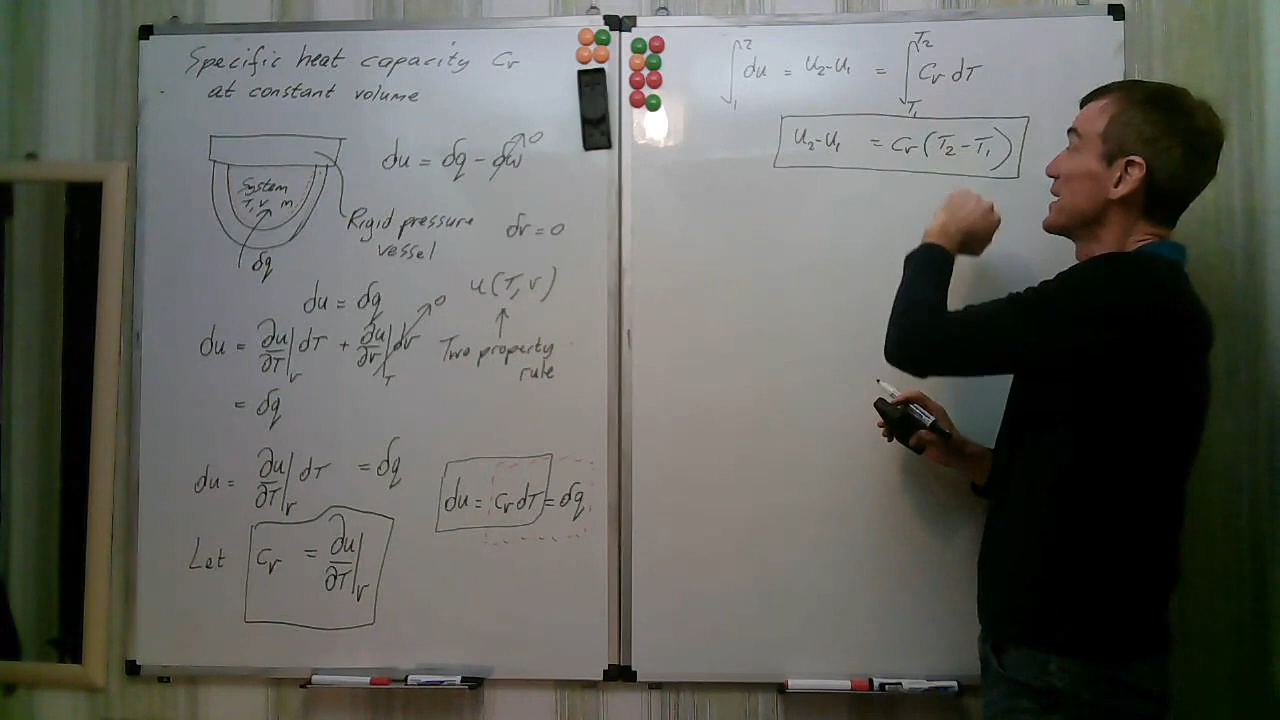 Specific heat capacity Cv
at constant volume
du = δq - δw → 0
System
T, v m
Rigid pressure
vessel
dv = 0
δq
du = δq
u(T, v)
du = ∂u/∂T|v dT + ∂u/∂v|T dv → 0
Two property
rule
= δq
du = ∂u/∂T|v dT = δq
du = Cv dT = δq
Let Cv = ∂u/∂T|v
∫₁² du = u₂-u₁ = ∫T₁T₂ Cv dT
u₂-u₁ = Cv(T₂-T₁)